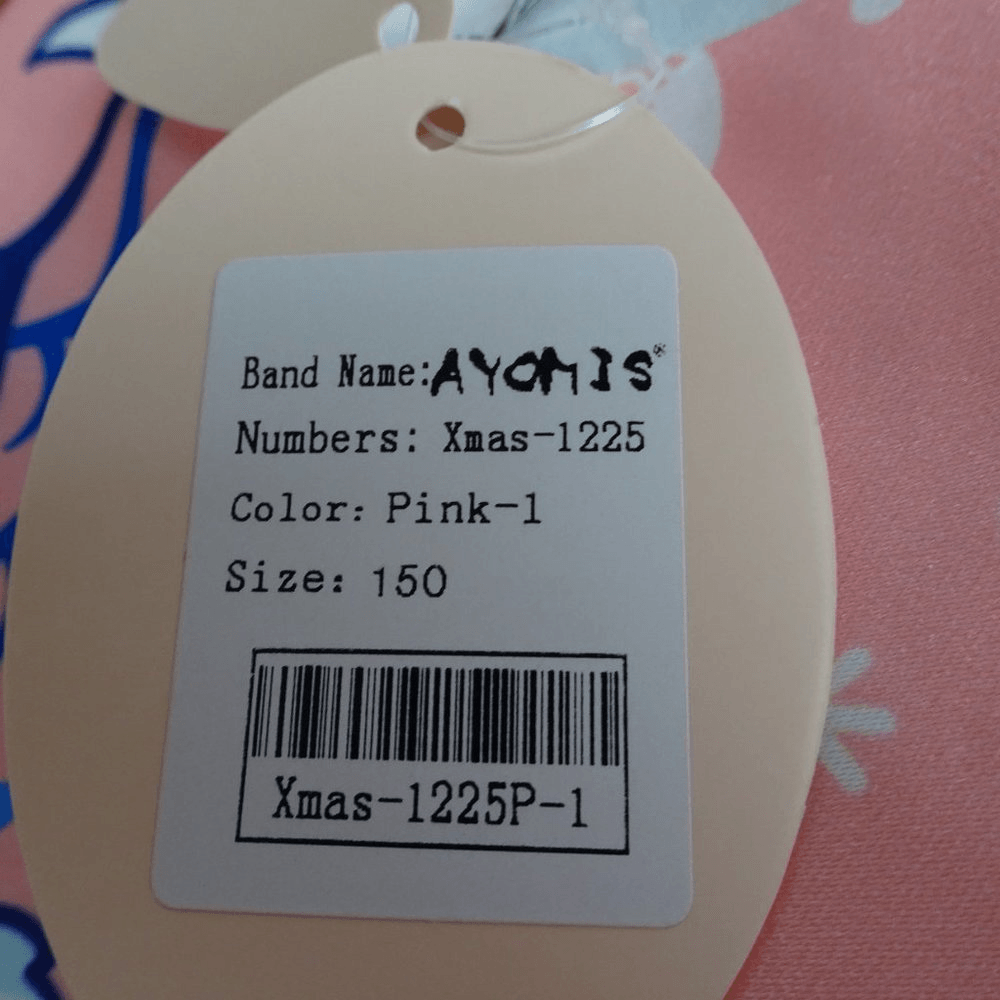 Band Name:AYOMIS®
Numbers: Xmas-1225
Color: Pink-1
Size: 150
Xmas-1225P-1